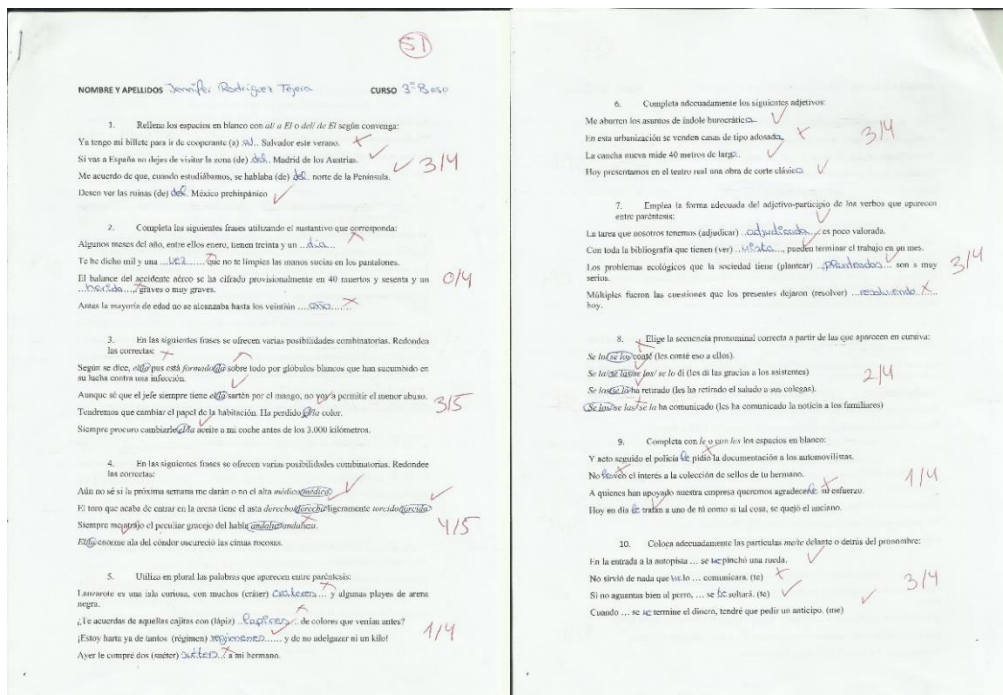 51
NOMBRE Y APELLIDOS Jennifer Rodríguez Tejera CURSO 3º B eso
1. Rellena los espacios en blanco con al/ a El o del/ de El según convenga:
Ya tengo mi billete para ir de cooperante (a) al Salvador este verano.
Si vas a España no dejes de visitar la zona (de) del Madrid de los Austrias.
3/4
Me acuerdo de que, cuando estudiábamos, se hablaba (de) del norte de la Península.
Deseo ver las ruinas (de) del México prehispánico
2. Completa las siguientes frases utilizando el sustantivo que corresponda:
Algunos meses del año, entre ellos enero, tienen treinta y un ...día...
Te he dicho mil y una ...vez... que no te limpies las manos sucias en los pantalones.
El balance del accidente aéreo se ha cifrado provisionalmente en 40 muertos y sesenta y un
...herida..., graves o muy graves.
0/4
Antes la mayoría de edad no se alcanzaba hasta los veintiún ...año...
3. En las siguientes frases se ofrecen varias posibilidades combinatorias. Redondea
las correctas:
Según se dice, el/la pus está formado/da sobre todo por glóbulos blancos que han sucumbido en
su lucha contra una infección.
Aunque sé que el jefe siempre tiene el/la sartén por el mango, no voy a permitir el menor abuso.
3/5
Tendremos que cambiar el papel de la habitación. Ha perdido el/la color.
Siempre procuro cambiarle el/la aceite a mi coche antes de los 3.000 kilómetros.
4. En las siguientes frases se ofrecen varias posibilidades combinatorias. Redondee
las correctas:
Aún no sé si la próxima semana me darán o no el alta médica/médico.
El toro que acaba de entrar en la arena tiene el asta derecho/derecha ligeramente torcido/torcida.
Siempre me atrajo el peculiar gracejo del habla andaluz/andaluza.
4/5
El/la enorme ala del cóndor oscureció las cimas rocosas.
5. Utiliza en plural las palabras que aparecen entre paréntesis:
Lanzarote es una isla curiosa, con muchos (cráter) ... y algunas playas de arena
negra.
¿Te acuerdas de aquellas cajitas con (lápiz) ...lapices... de colores que venían antes?
¡Estoy harta ya de tantos (régimen) regimenes...... y de no adelgazar ni un kilo!
1/4
Ayer le compré dos (suéter) ... a mi hermano.
6. Completa adecuadamente los siguientes adjetivos:
Me aburren los asuntos de índole burocrática.
En esta urbanización se venden casas de tipo adosada.
3/4
La cancha nueva mide 40 metros de larga.
Hoy presentamos en el teatro real una obra de corte clásica
7. Emplea la forma adecuada del adjetivo-participio de los verbos que aparecen
entre paréntesis:
La tarea que nosotros tenemos (adjudicar) ..adjudicada.., es poco valorada.
Con toda la bibliografía que tienen (ver) ..vista.., pueden terminar el trabajo en un mes.
Los problemas ecológicos que la sociedad tiene (plantear) ..planteados.. son a muy
serios.
3/4
Múltiples fueron las cuestiones que los presentes dejaron (resolver) ...resolviendo...
hoy.
8. Elige la secuencia pronominal correcta a partir de las que aparecen en cursiva:
Se lo/ se los conté (les conté eso a ellos).
Se la/ se las/se los/ se lo di (les di las gracias a los asistentes)
2/4
Se los/se la ha retirado (les ha retirado el saludo a sus colegas).
Se los/se las/ se la ha comunicado (les ha comunicado la noticia a los familiares)
9. Completa con le o con les los espacios en blanco:
Y acto seguido el policía le pidió la documentación a los automovilistas.
No ven el interés a la colección de sellos de tu hermano.
1/4
A quienes han apoyado nuestra empresa queremos agradecerle su esfuerzo.
Hoy en día le tratan a uno de tú como si tal cosa, se quejó el anciano.
10. Coloca adecuadamente las partículas me/te delante o detrás del pronombre:
En la entrada a la autopista ... se me pinchó una rueda.
No sirvió de nada que lo ... comunicara. (te)
3/4
Si no aguantas bien al perro, ... se te soltará. (te)
Cuando ... se me termine el dinero, tendré que pedir un anticipo. (me)